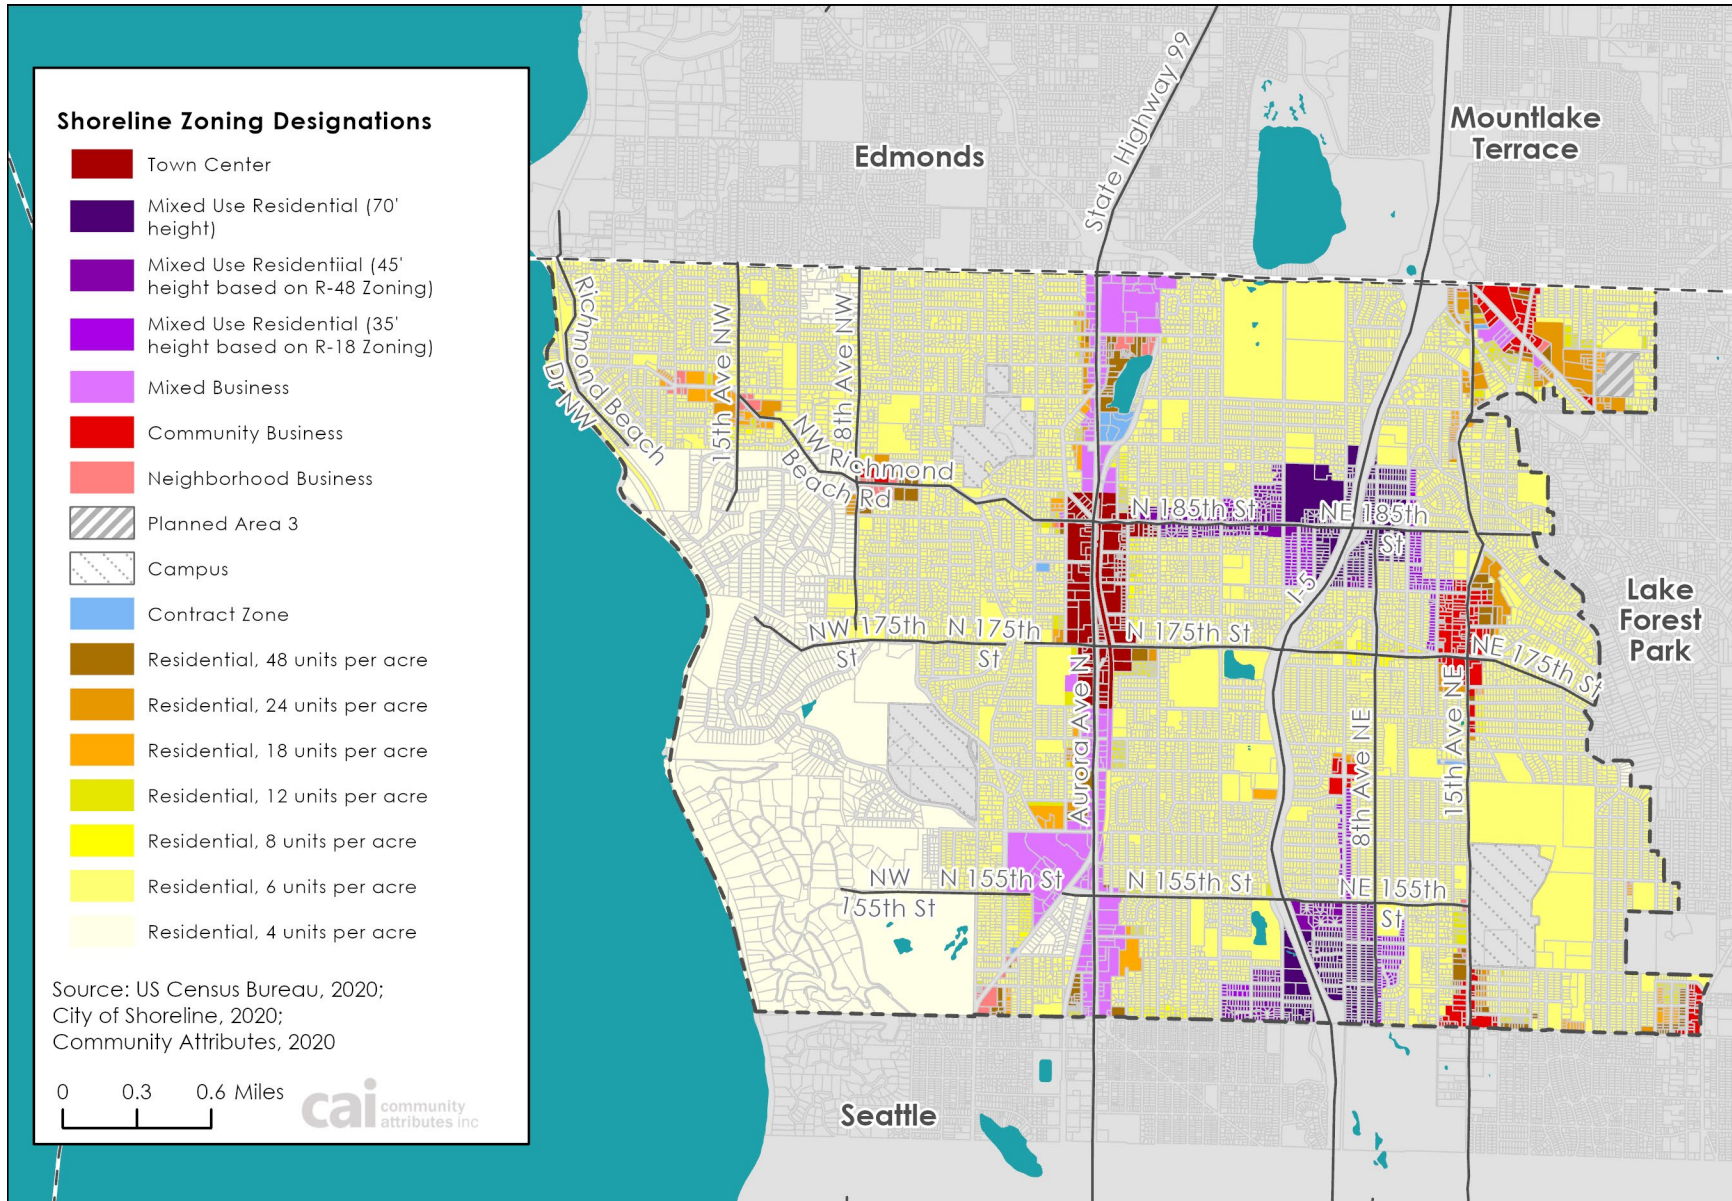 Shoreline Zoning Designations
Town Center
Mixed Use Residential (70'
height)
Mixed Use Residentiial (45'
height based on R-48 Zoning)
Mixed Use Residential (35'
height based on R-18 Zoning)
Mixed Business
Community Business
Neighborhood Business
Planned Area 3
Campus
Contract Zone
Residential, 48 units per acre
Residential, 24 units per acre
Residential, 18 units per acre
Residential, 12 units per acre
Residential, 8 units per acre
Residential, 6 units per acre
Residential, 4 units per acre
Source: US Census Bureau, 2020;
City of Shoreline, 2020;
Community Attributes, 2020
0 0.3 0.6 Miles
cai community
attributes inc
Edmonds
State Highway 99
Mountlake
Terrace
Richmond Beach
Dr NW
15th Ave NW
8th Ave NW
NW Richmond
Beach Rd
N 185th St
NE 185th
St
I-5
Lake
Forest
Park
NW 175th
St
N 175th
St
N 175th St
NE 175th St
Aurora Ave N
8th Ave NE
15th Ave NE
NW
155th St
N 155th St
N 155th St
NE 155th
St
Seattle